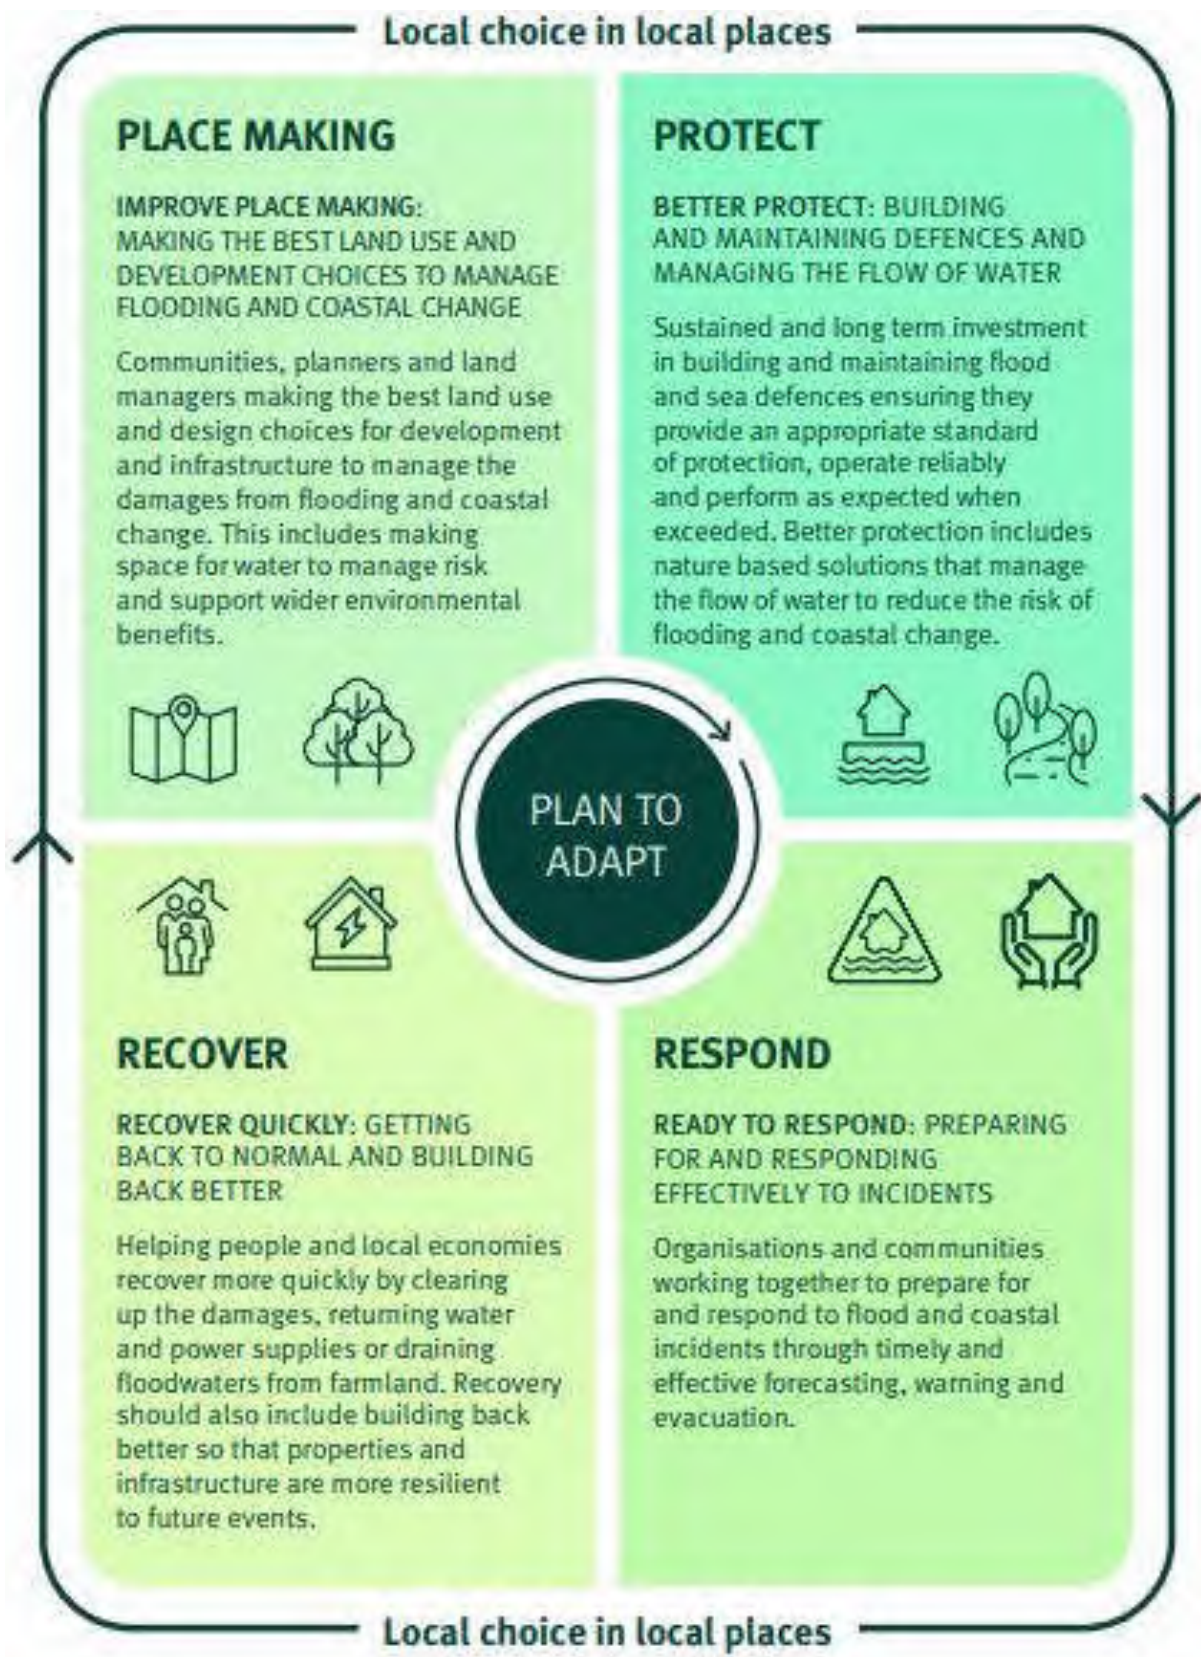 Local choice in local places
PLACE MAKING
IMPROVE PLACE MAKING:
MAKING THE BEST LAND USE AND
DEVELOPMENT CHOICES TO MANAGE
FLOODING AND COASTAL CHANGE
Communities, planners and land
managers making the best land use
and design choices for development
and infrastructure to manage the
damages from flooding and coastal
change. This includes making
space for water to manage risk
and support wider environmental
benefits.
PROTECT
BETTER PROTECT: BUILDING
AND MAINTAINING DEFENCES AND
MANAGING THE FLOW OF WATER
Sustained and long term investment
in building and maintaining flood
and sea defences ensuring they
provide an appropriate standard
of protection, operate reliably
and perform as expected when
exceeded. Better protection includes
nature based solutions that manage
the flow of water to reduce the risk of
flooding and coastal change.
PLAN TO
ADAPT
RECOVER
RECOVER QUICKLY: GETTING
BACK TO NORMAL AND BUILDING
BACK BETTER
Helping people and local economies
recover more quickly by clearing
up the damages, returning water
and power supplies or draining
floodwaters from farmland. Recovery
should also include building back
better so that properties and
infrastructure are more resilient
to future events.
RESPOND
READY TO RESPOND: PREPARING
FOR AND RESPONDING
EFFECTIVELY TO INCIDENTS
Organisations and communities
working together to prepare for
and respond to flood and coastal
incidents through timely and
effective forecasting, warning and
evacuation.
Local choice in local places